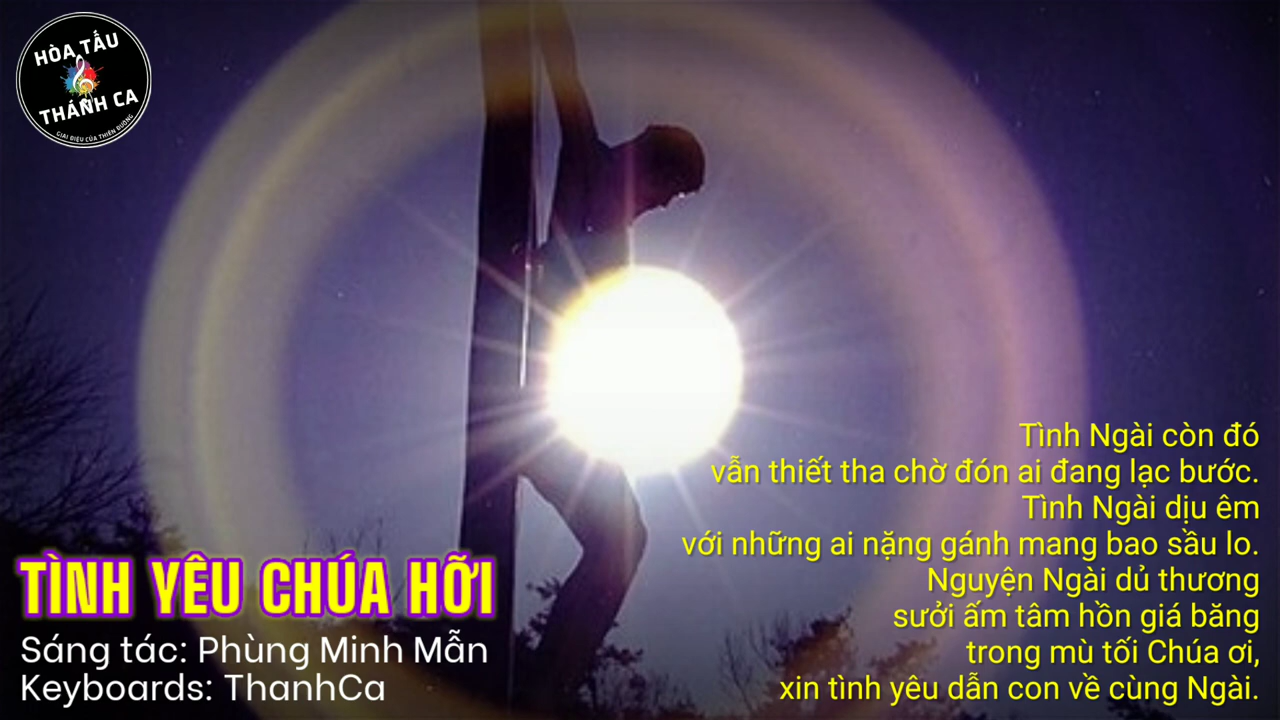 HÒA TẤU
THÁNH CA
GIAI ĐIỆU CỦA THIÊN ĐƯỜNG
Tình Ngài còn đó
vẫn thiết tha chờ đón ai đang lạc bước.
Tình Ngài dịu êm
với những ai nặng gánh mang bao sầu lo.
Nguyện Ngài dủ thương
sưởi ấm tâm hồn giá băng
trong mù tối Chúa ơi,
xin tình yêu dẫn con về cùng Ngài.
TÌNH YÊU CHÚA HỠI
Sáng tác: Phùng Minh Mẫn
Keyboards: ThanhCa